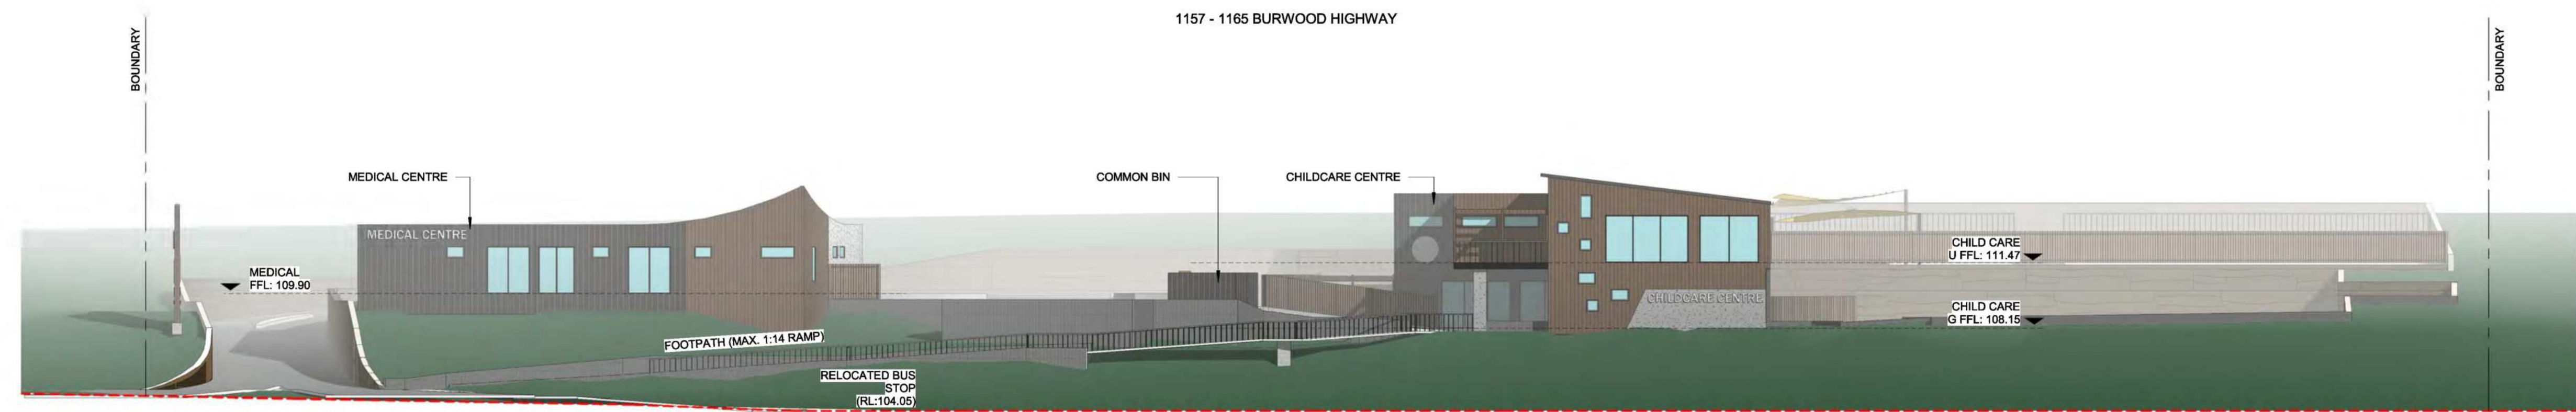 1157 - 1165 BURWOOD HIGHWAY
BOUNDARY
BOUNDARY
MEDICAL CENTRE
COMMON BIN
CHILDCARE CENTRE
MEDICAL CENTRE
CHILD CARE
U FFL: 111.47
MEDICAL
FFL: 109.90
CHILDCARE CENTRE
CHILD CARE
G FFL: 108.15
FOOTPATH (MAX. 1:14 RAMP)
RELOCATED BUS
STOP
(RL:104.05)